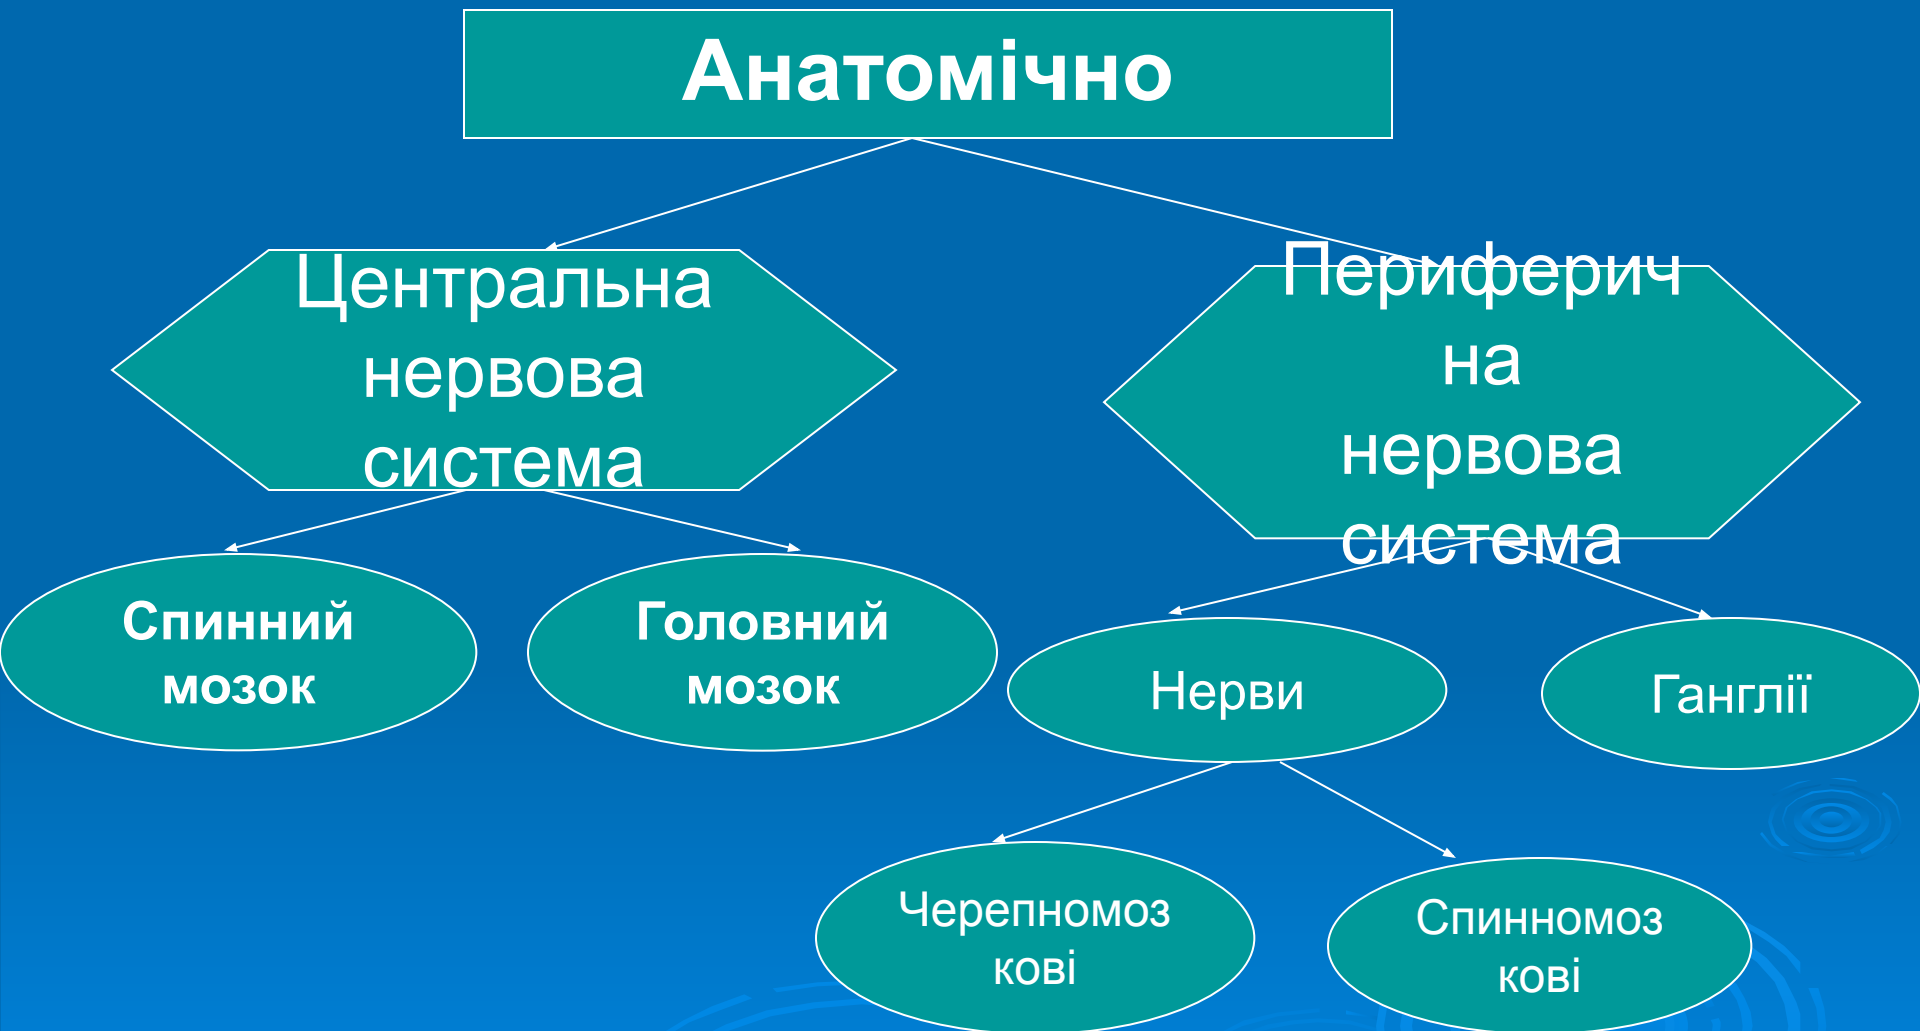 Анатомічно
Центральна
нервова
система
Периферич
на
нервова
система
Спинний
мозок
Головний
мозок
Нерви
Ганглії
Черепномоз
кові
Спинномоз
кові